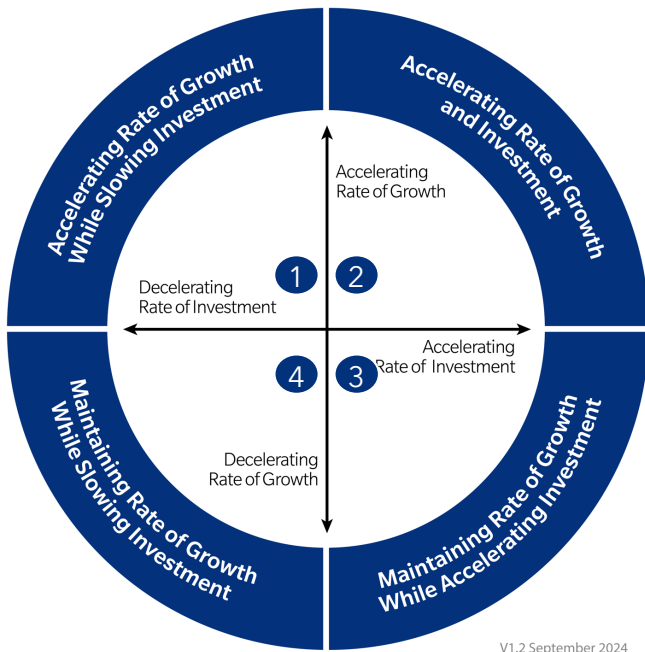 Accelerating Rate of Growth
While Slowing Investment
Accelerating Rate of Growth
and Investment
Accelerating
Rate of Growth
1
2
Decelerating
Rate of Investment
Accelerating
Rate of Investment
4
3
Decelerating
Rate of Growth
Maintaining Rate of Growth
While Slowing Investment
Maintaining Rate of Growth
While Accelerating Investment
V1.2 September 2024